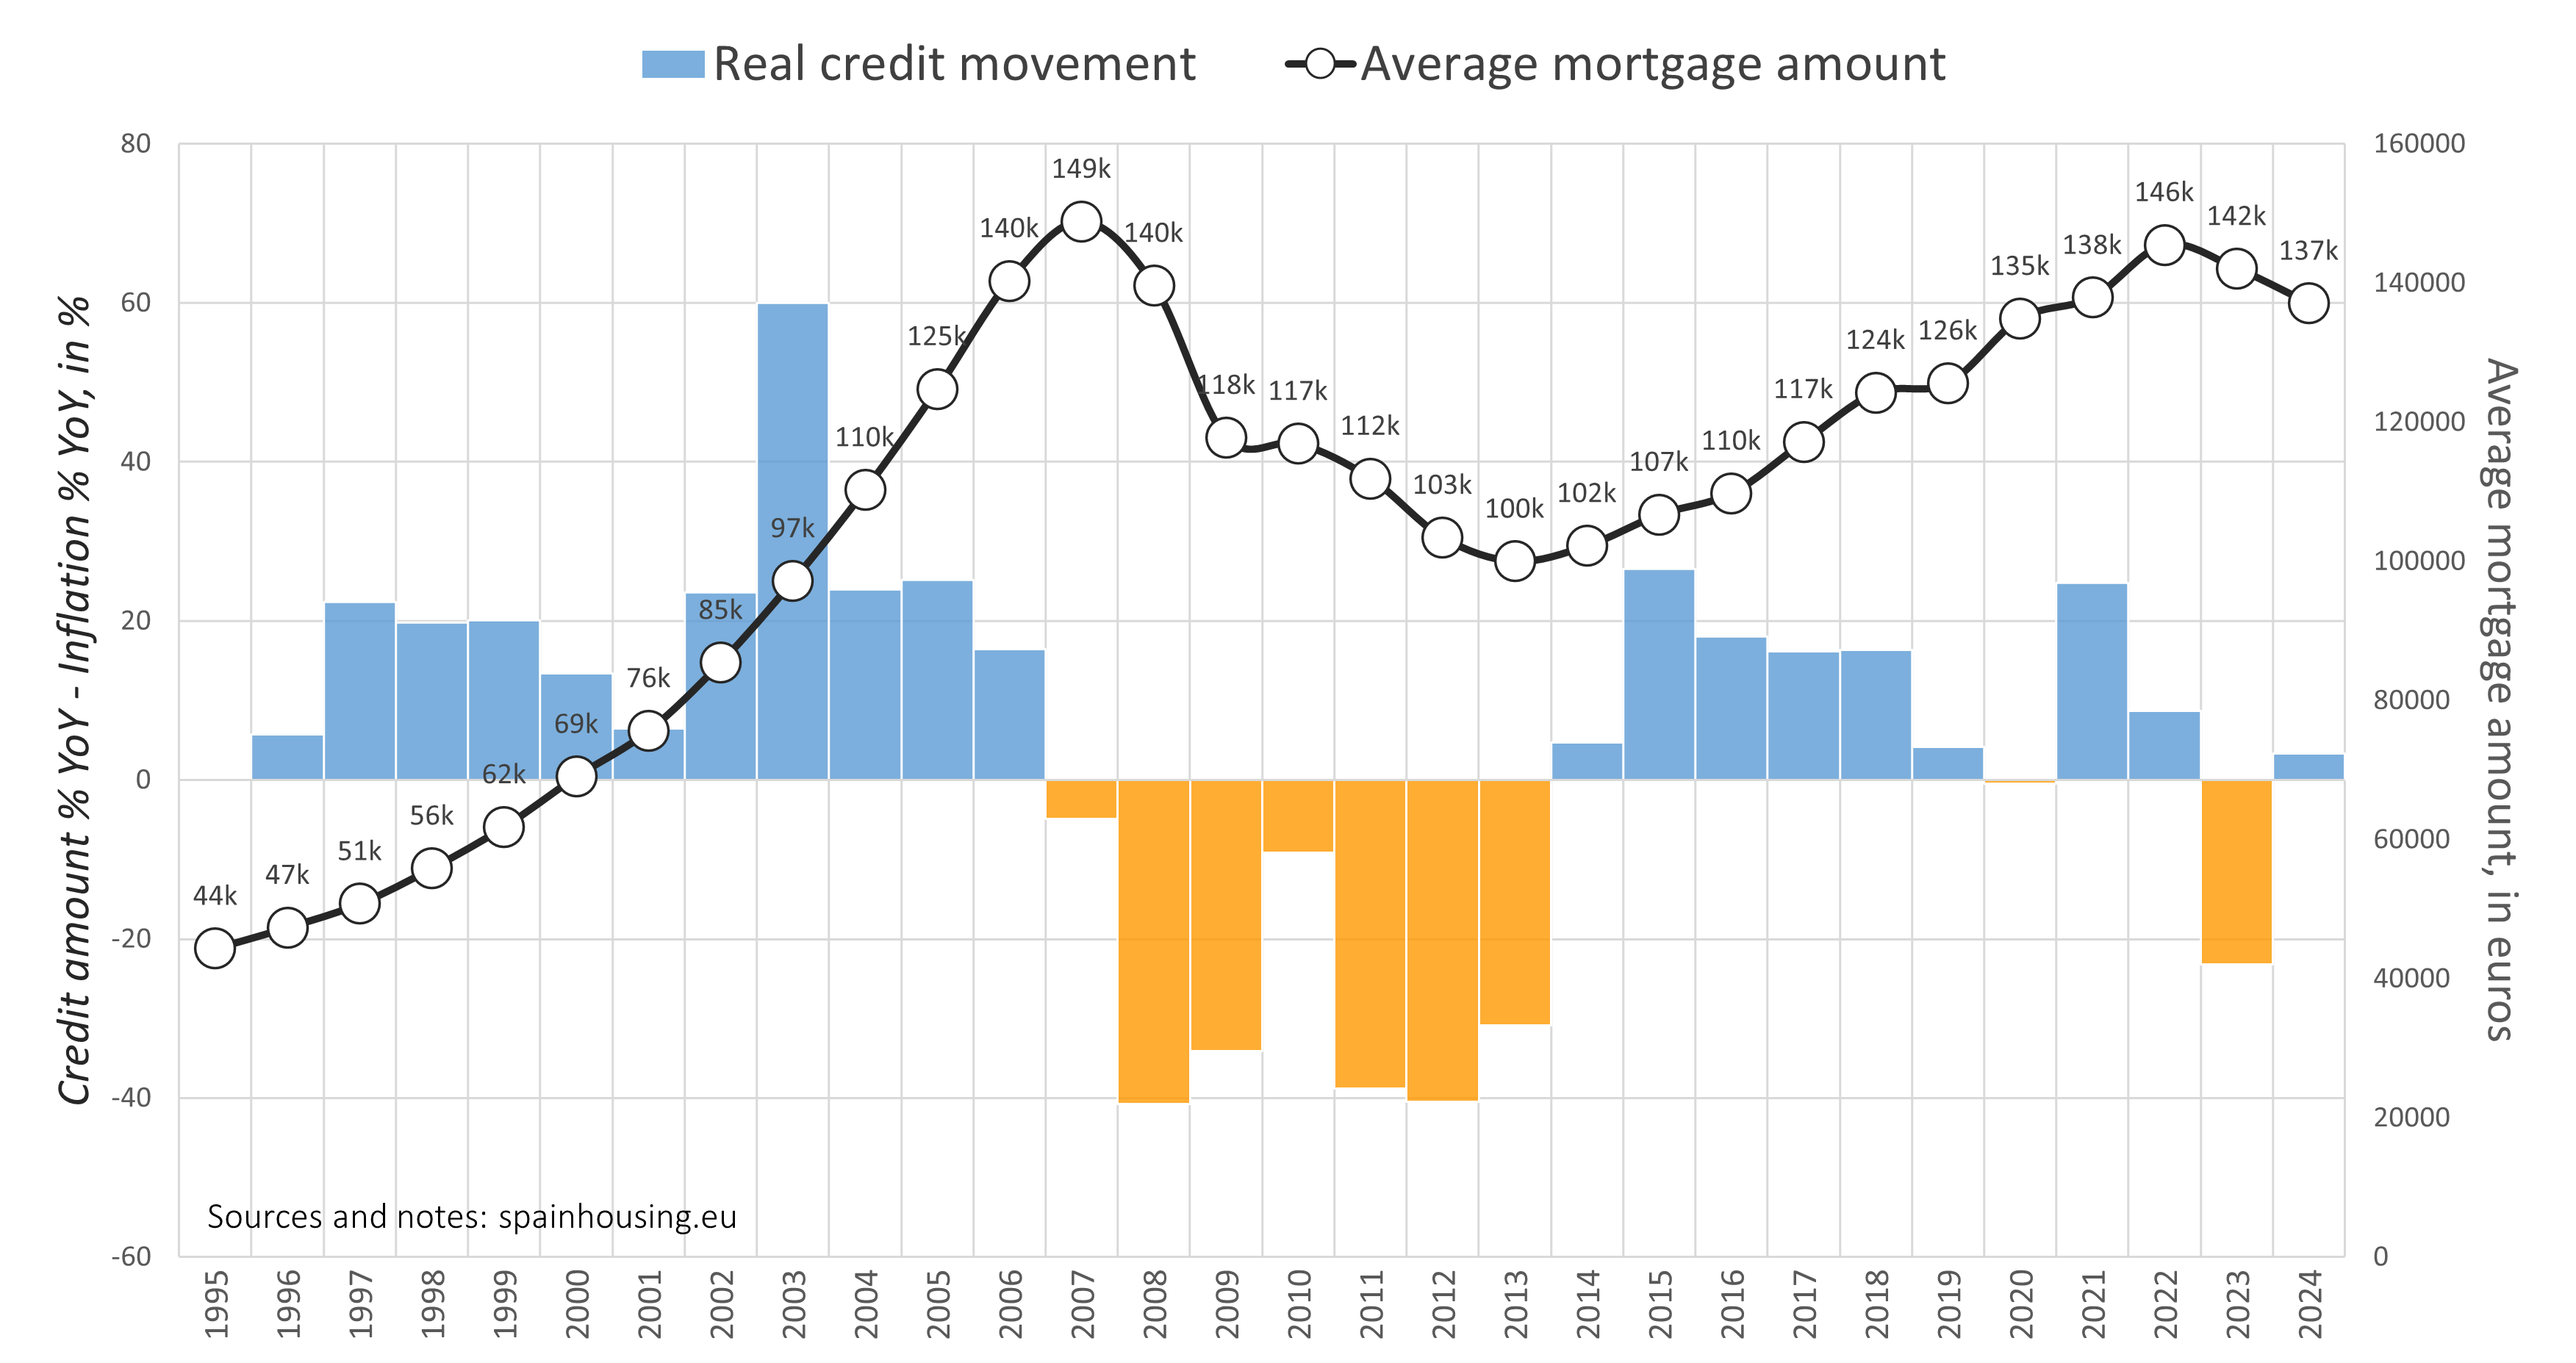 Real credit movement
Average mortgage amount
Credit amount % YoY - Inflation % YoY, in %
80
60
40
20
0
-20
-40
-60
44k
47k
51k
56k
62k
69k
76k
85k
97k
110k
125k
140k
149k
140k
118k
117k
112k
103k
100k
102k
107k
110k
117k
124k
126k
135k
138k
146k
142k
137k
160000
140000
120000
100000
80000
60000
40000
20000
0
Average mortgage amount, in euros
Sources and notes: spainhousing.eu
1995
1996
1997
1998
1999
2000
2001
2002
2003
2004
2005
2006
2007
2008
2009
2010
2011
2012
2013
2014
2015
2016
2017
2018
2019
2020
2021
2022
2023
2024